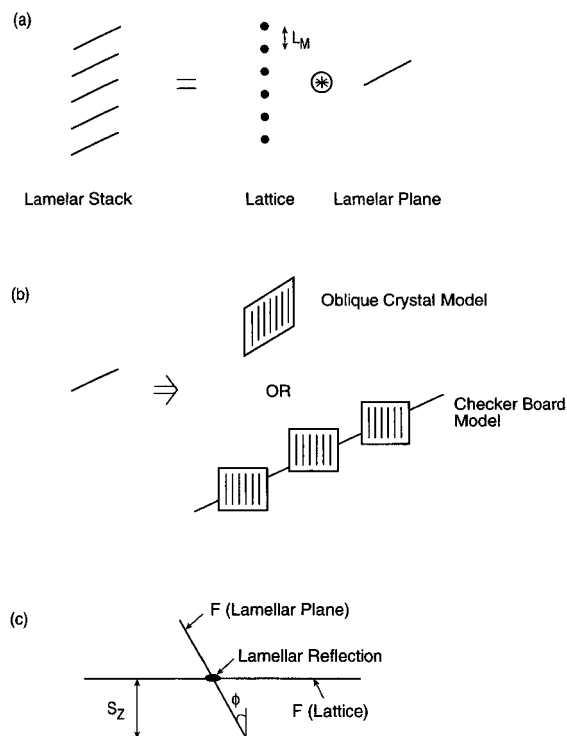 (a)
L_M
=
Lamelar Stack
Lattice
Lamelar Plane
(b)
Oblique Crystal Model
⇒
OR
Checker Board
Model
(c)
F (Lamellar Plane)
Lamellar Reflection
S_Z
ϕ
F (Lattice)